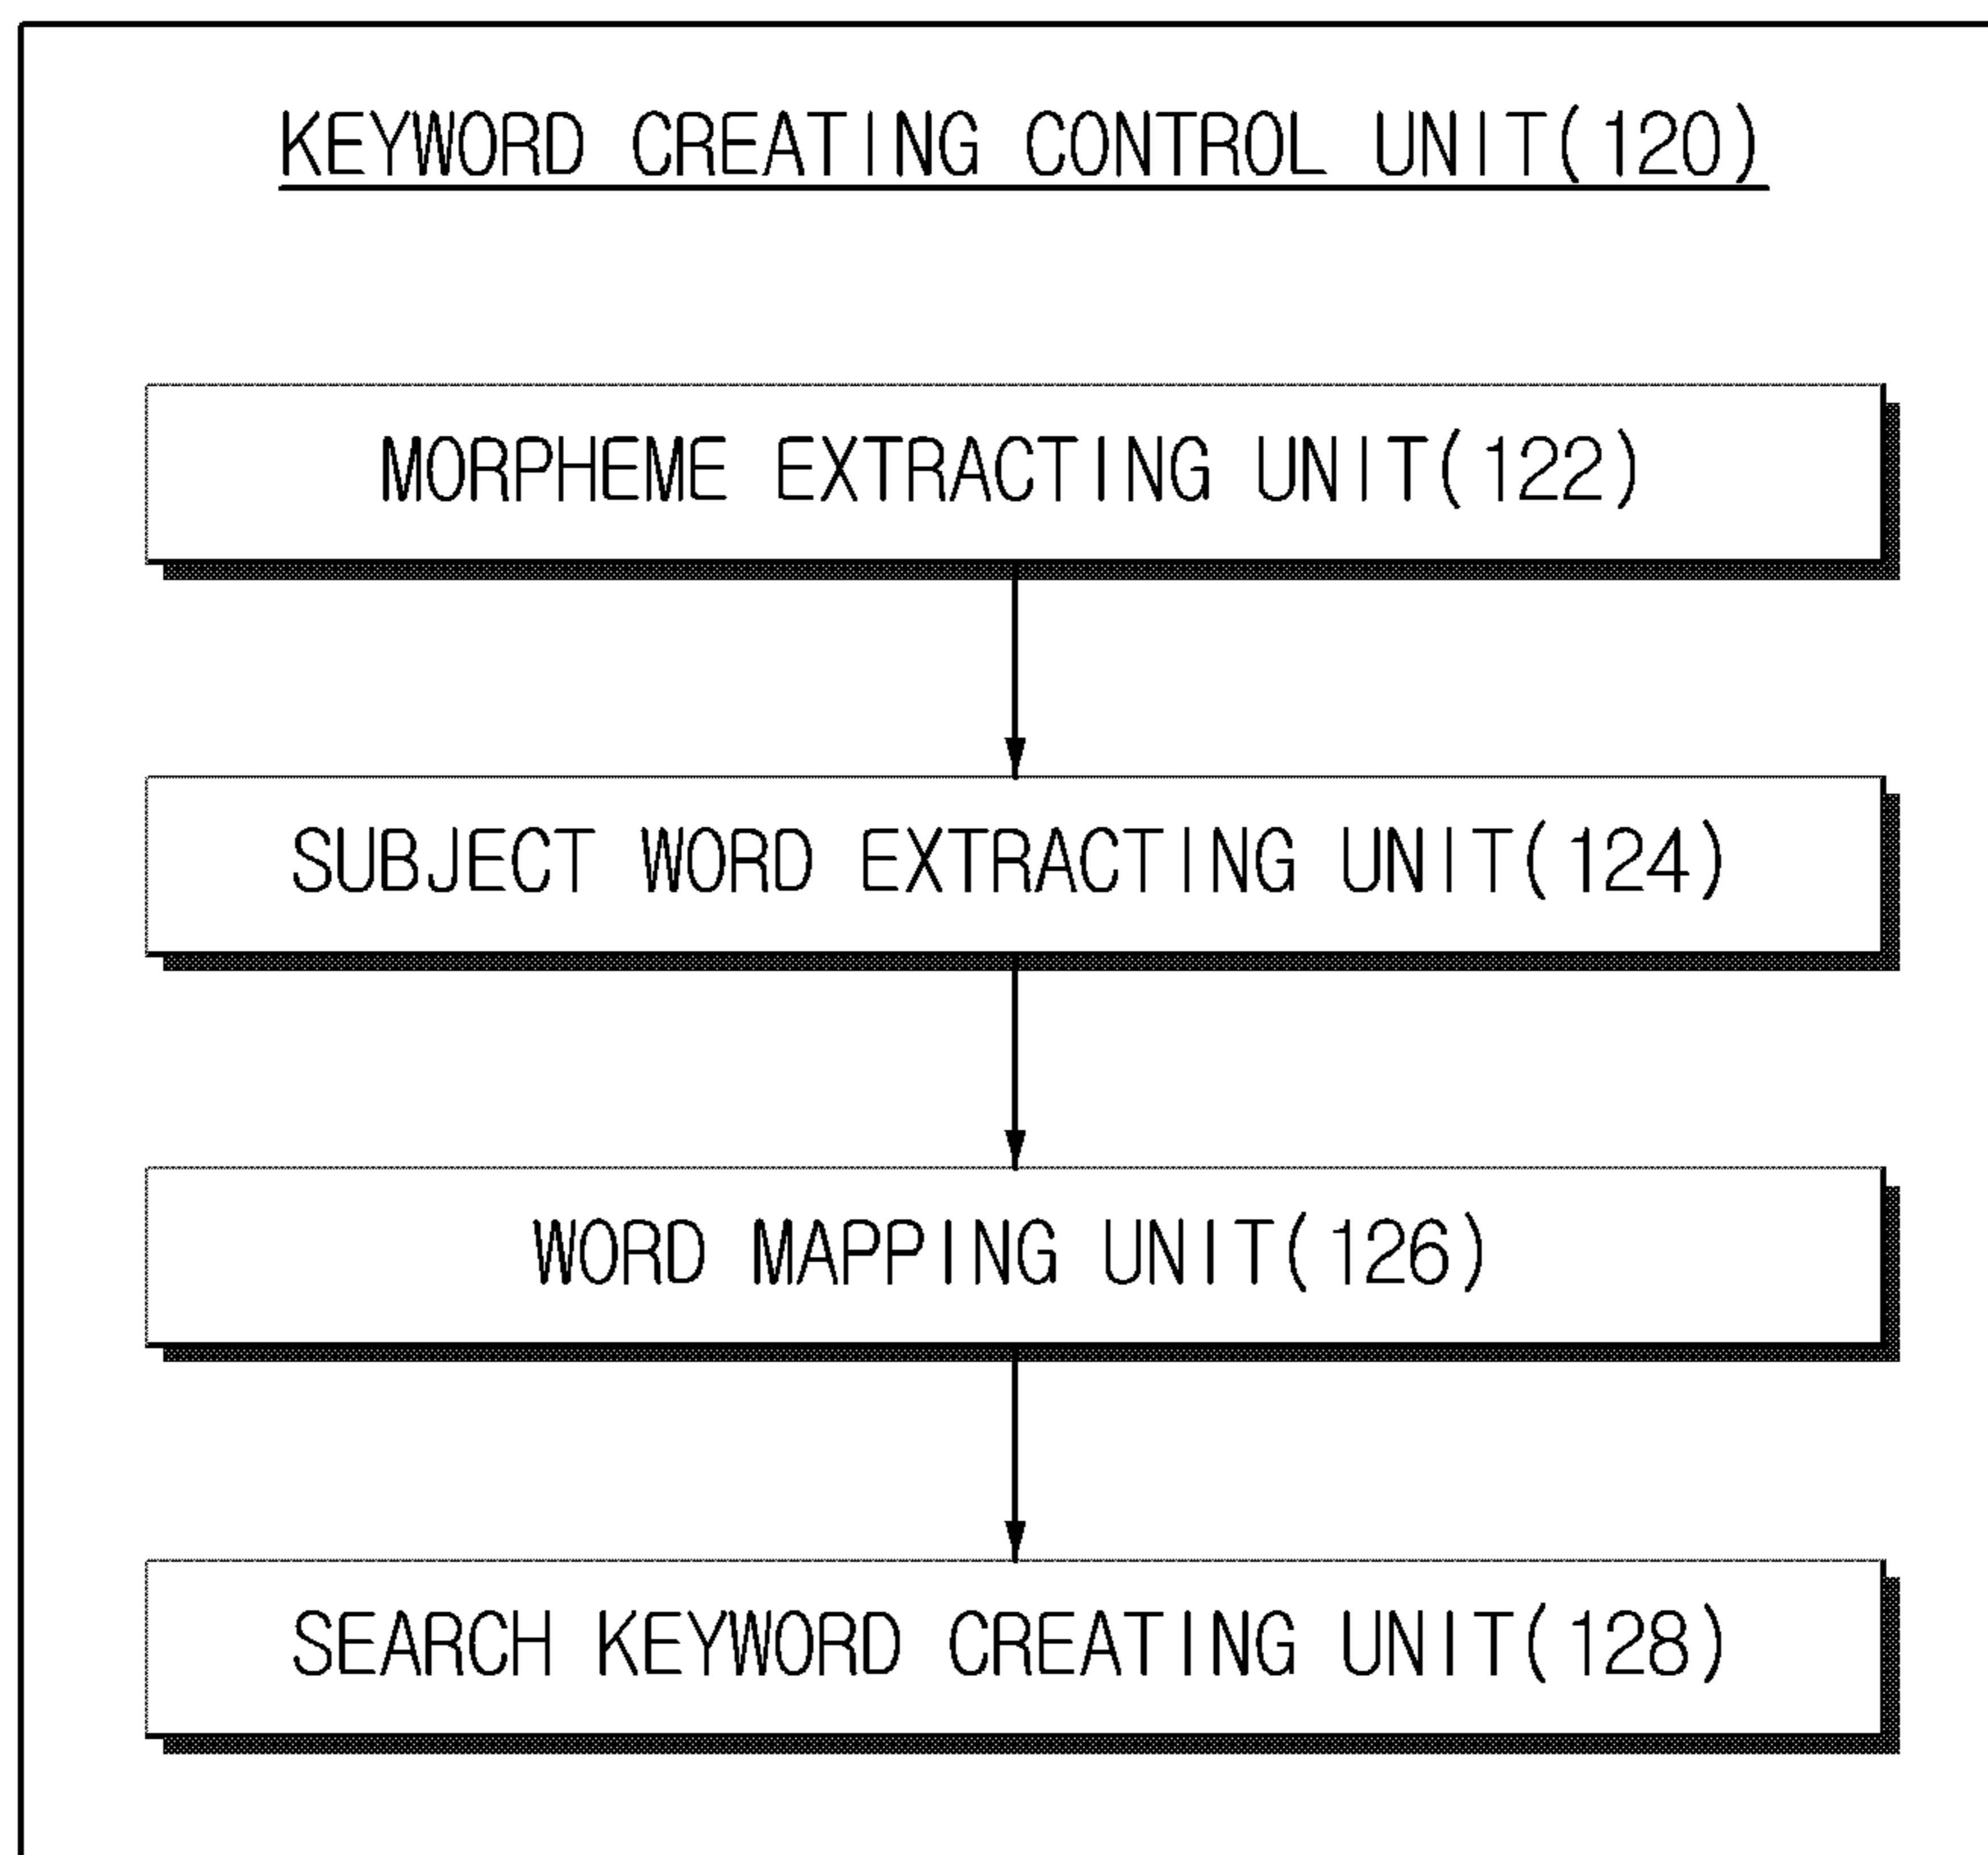 KEYWORD CREATING CONTROL UNIT(120)
MORPHEME EXTRACTING UNIT(122)
SUBJECT WORD EXTRACTING UNIT(124)
WORD MAPPING UNIT(126)
SEARCH KEYWORD CREATING UNIT(128)